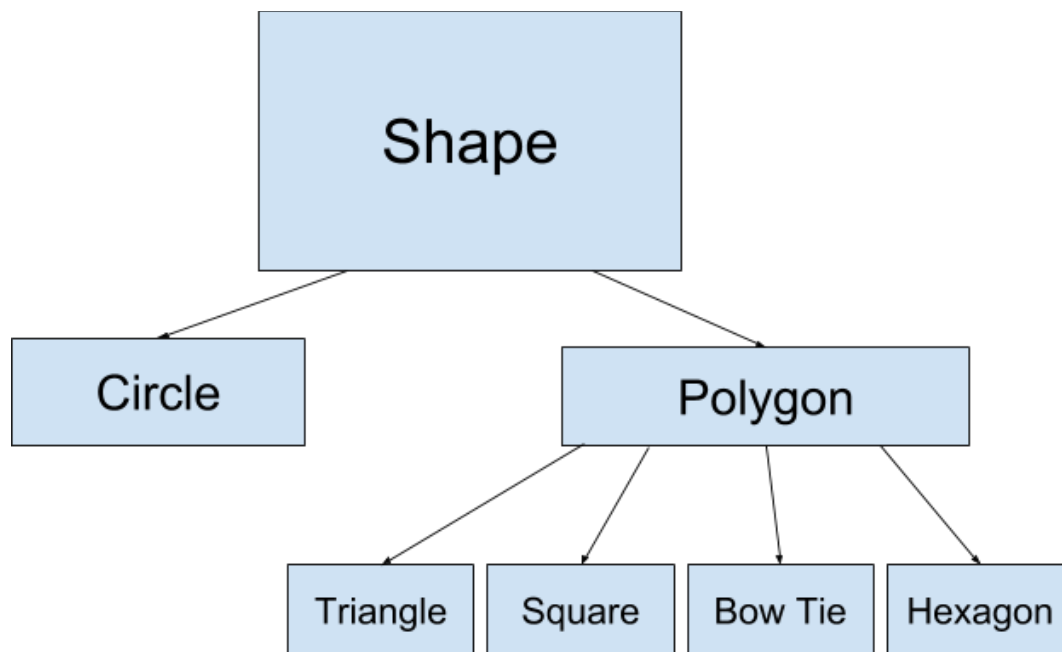 Shape
Circle
Polygon
Triangle
Square
Bow Tie
Hexagon